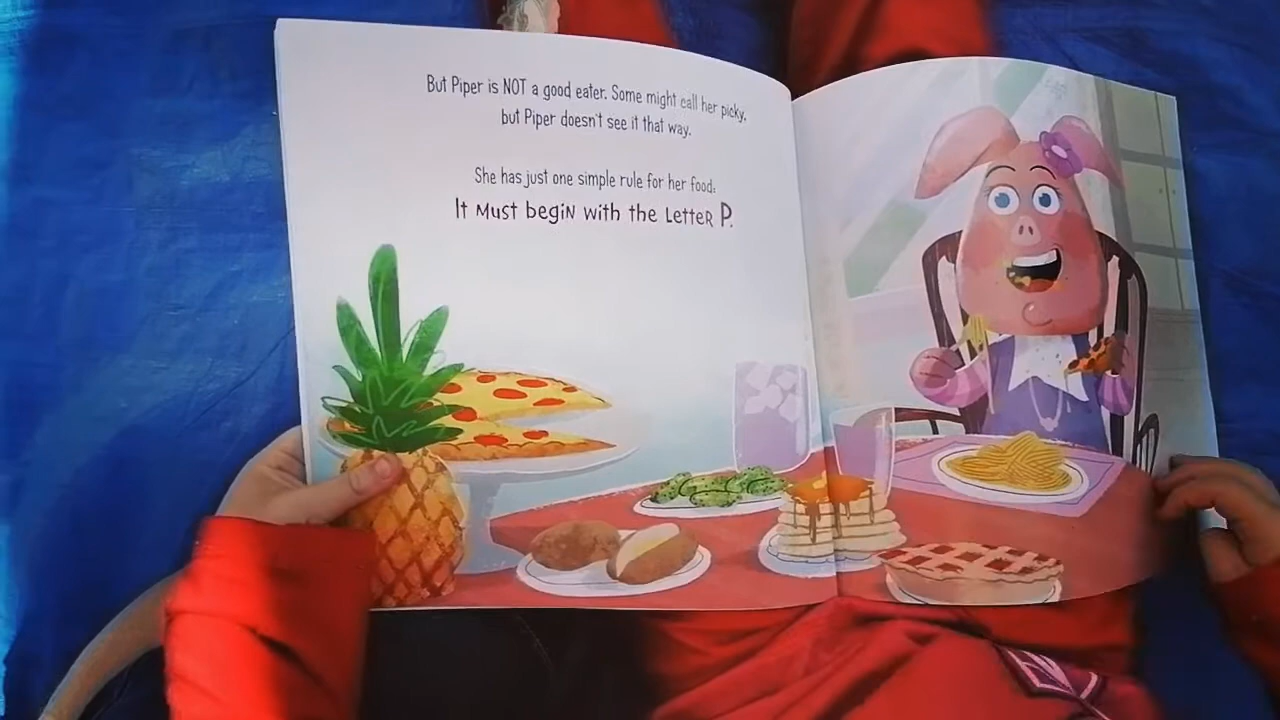 But Piper is NOT a good eater. Some might call her picky,
but Piper doesn't see it that way.
She has just one simple rule for her food:
It Must begin with the Letter P.